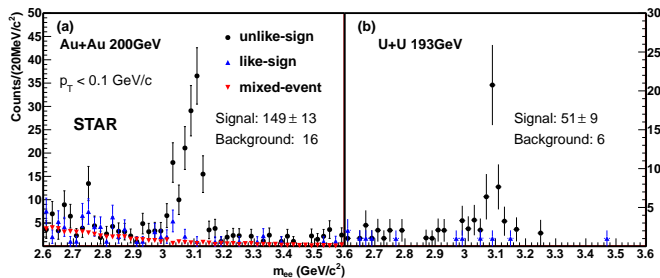 (a)
Au+Au 200GeV
p_T < 0.1 GeV/c
STAR
unlike-sign
like-sign
mixed-event
Signal: 149 ± 13
Background: 16
(b)
U+U 193GeV
Signal: 51 ± 9
Background: 6
Counts/(20MeV/c²)
50
45
40
35
30
25
20
15
10
5
30
25
20
15
10
5
2.6 2.7 2.8 2.9 3 3.1 3.2 3.3 3.4 3.5 3.6 2.7 2.8 2.9 3 3.1 3.2 3.3 3.4 3.5 3.6
m_ee (GeV/c²)